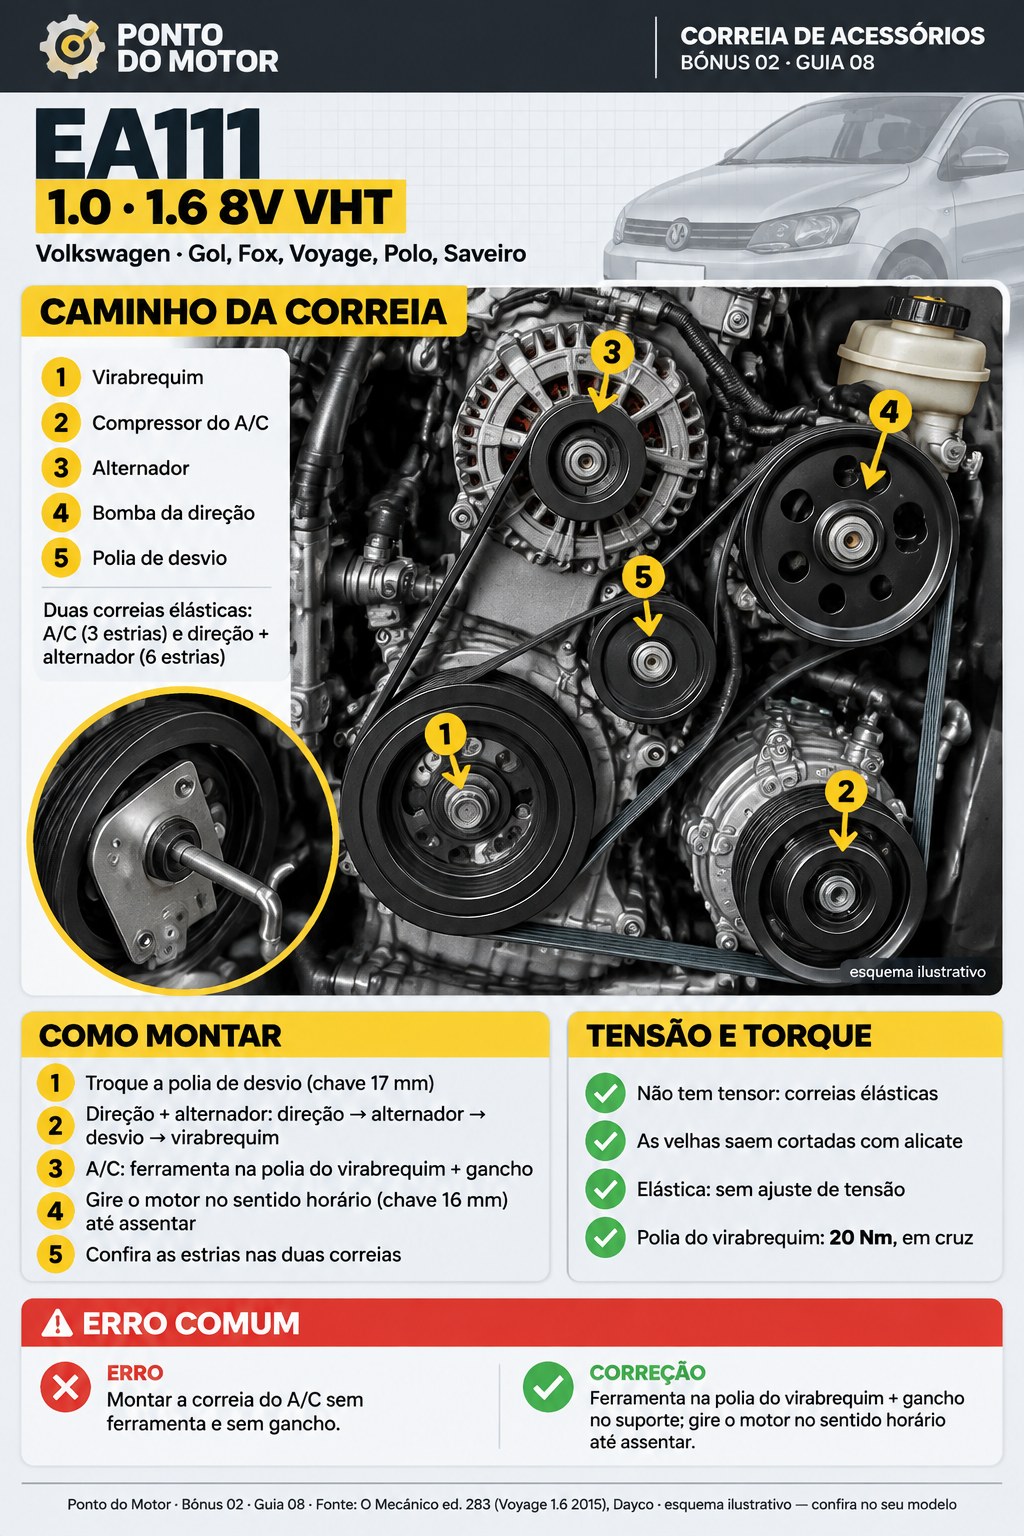 PONTO
DO MOTOR
CORREIA DE ACESSÓRIOS
BÓNUS 02 · GUIA 08
EA111
1.0 · 1.6 8V VHT
Volkswagen · Gol, Fox, Voyage, Polo, Saveiro
CAMINHO DA CORREIA
1 Virabrequim
2 Compressor do A/C
3 Alternador
4 Bomba da direção
5 Polia de desvio
Duas correias élásticas:
A/C (3 estrias) e direção +
alternador (6 estrias)
3
4
5
1
2
esquema ilustrativo
COMO MONTAR
1 Troque a polia de desvio (chave 17 mm)
2 Direção + alternador: direção → alternador →
desvio → virabrequim
3 A/C: ferramenta na polia do virabrequim + gancho
4 Gire o motor no sentido horário (chave 16 mm)
até assentar
5 Confira as estrias nas duas correias
TENSÃO E TORQUE
Não tem tensor: correias élásticas
As velhas saem cortadas com alicate
Elástica: sem ajuste de tensão
Polia do virabrequim: 20 Nm, em cruz
ERRO COMUM
ERRO
Montar a correia do A/C sem
ferramenta e sem gancho.
CORREÇÃO
Ferramenta na polia do virabrequim + gancho
no suporte; gire o motor no sentido horário
até assentar.
Ponto do Motor · Bónus 02 · Guia 08 · Fonte: O Mecánico ed. 283 (Voyage 1.6 2015), Dayco · esquema ilustrativo — confira no seu modelo